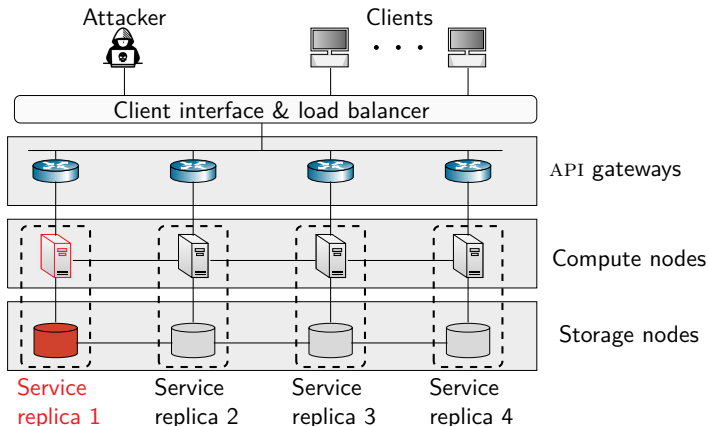 Attacker
Clients
Client interface & load balancer
API gateways
Compute nodes
Storage nodes
Service
replica 1
Service
replica 2
Service
replica 3
Service
replica 4